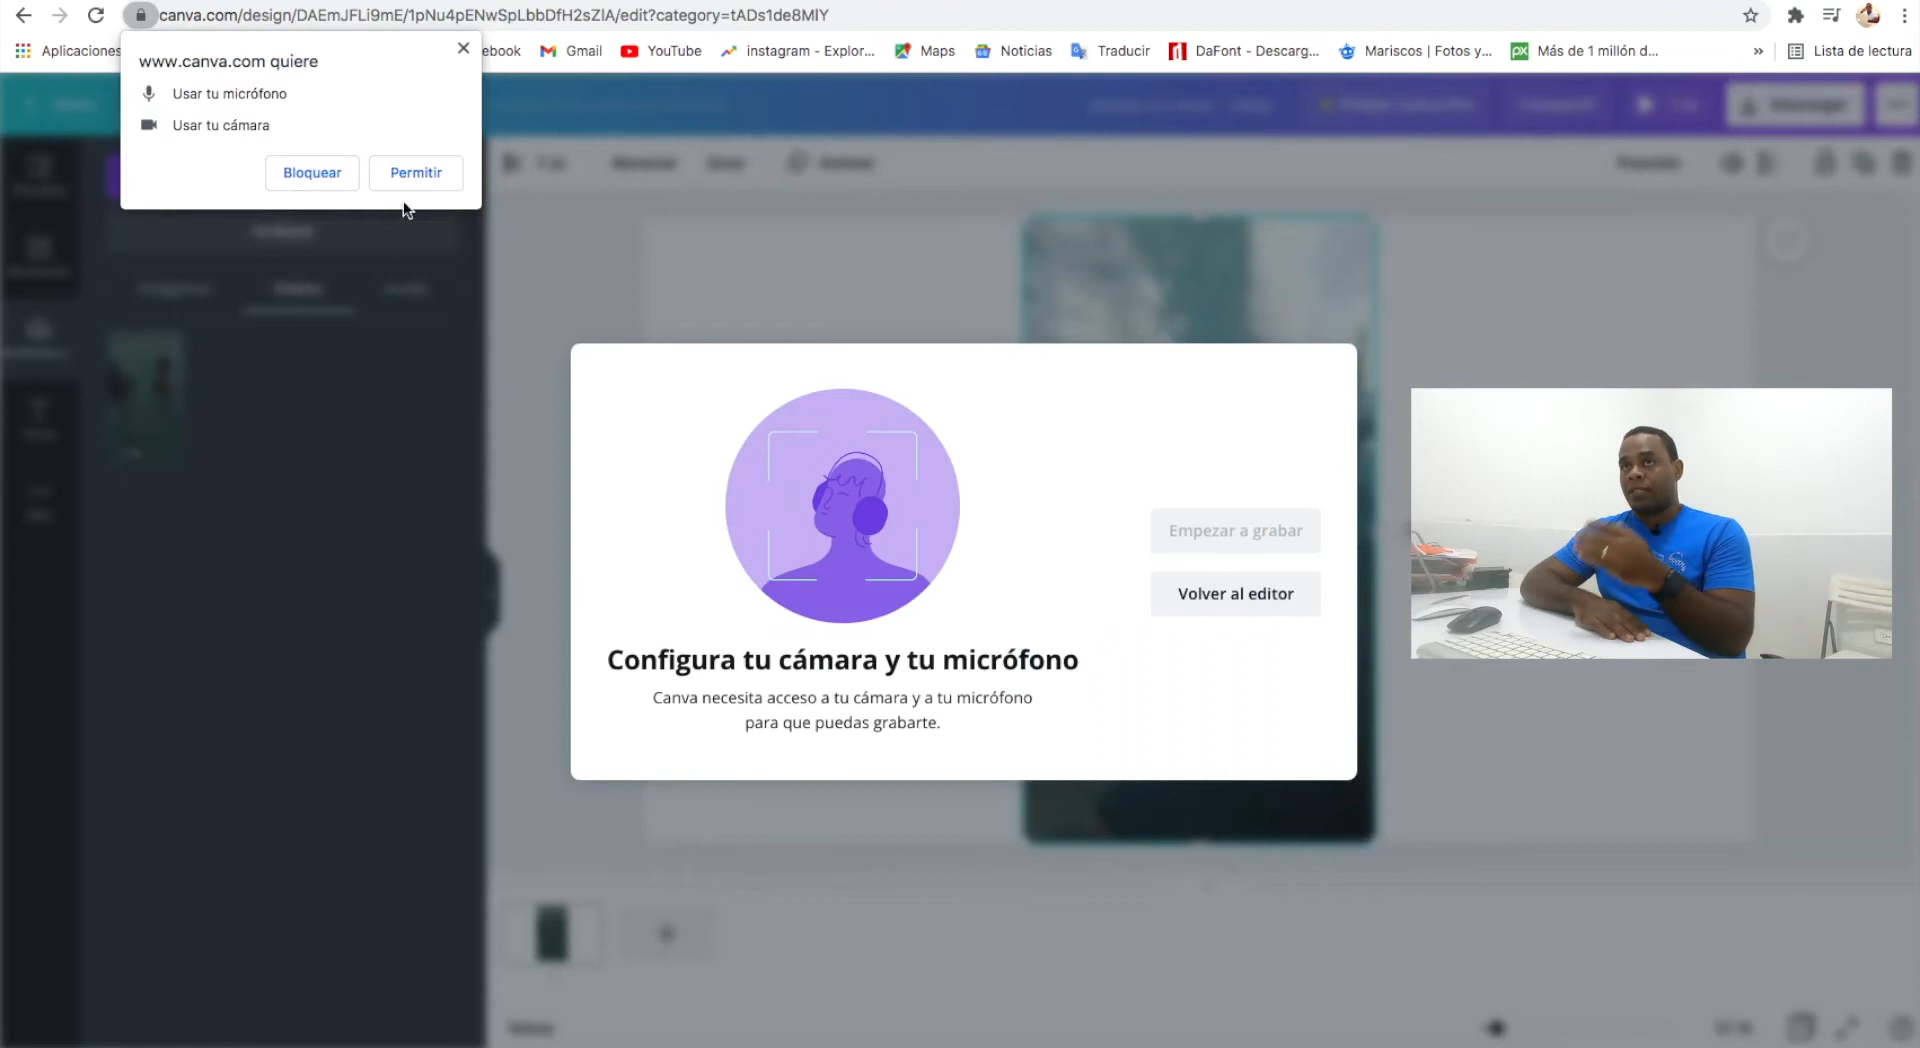 canva.com/design/DAEmJFLi9mE/1pNu4pENwSpLbbDfH2sZlA/edit?category=tADs1de8MlY
Aplicaciones
ebook
Gmail
YouTube
instagram - Explor...
Maps
Noticias
Traducir
DaFont - Descarg...
Mariscos | Fotos y...
Más de 1 millón d...
»
Lista de lectura
www.canva.com quiere
Usar tu micrófono
Usar tu cámara
Bloquear
Permitir
Empezar a grabar
Volver al editor
Configura tu cámara y tu micrófono
Canva necesita acceso a tu cámara y a tu micrófono
para que puedas grabarte.